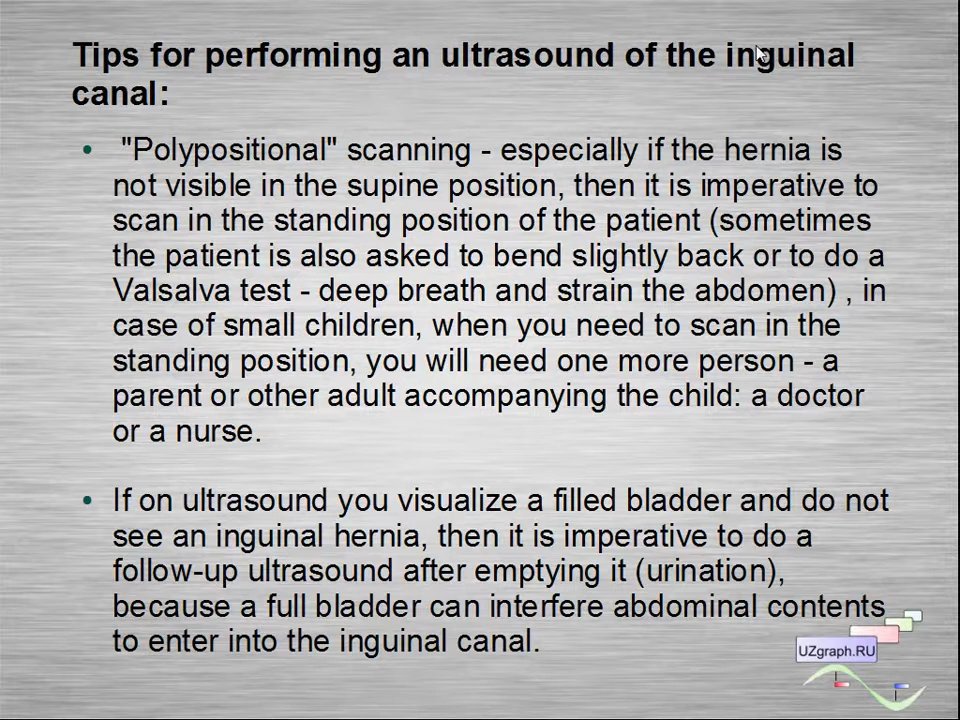 Tips for performing an ultrasound of the inguinal
canal:
• "Polypositional" scanning - especially if the hernia is
not visible in the supine position, then it is imperative to
scan in the standing position of the patient (sometimes
the patient is also asked to bend slightly back or to do a
Valsalva test - deep breath and strain the abdomen) , in
case of small children, when you need to scan in the
standing position, you will need one more person - a
parent or other adult accompanying the child: a doctor
or a nurse.
• If on ultrasound you visualize a filled bladder and do not
see an inguinal hernia, then it is imperative to do a
follow-up ultrasound after emptying it (urination),
because a full bladder can interfere abdominal contents
to enter into the inguinal canal.
UZgraph.RU